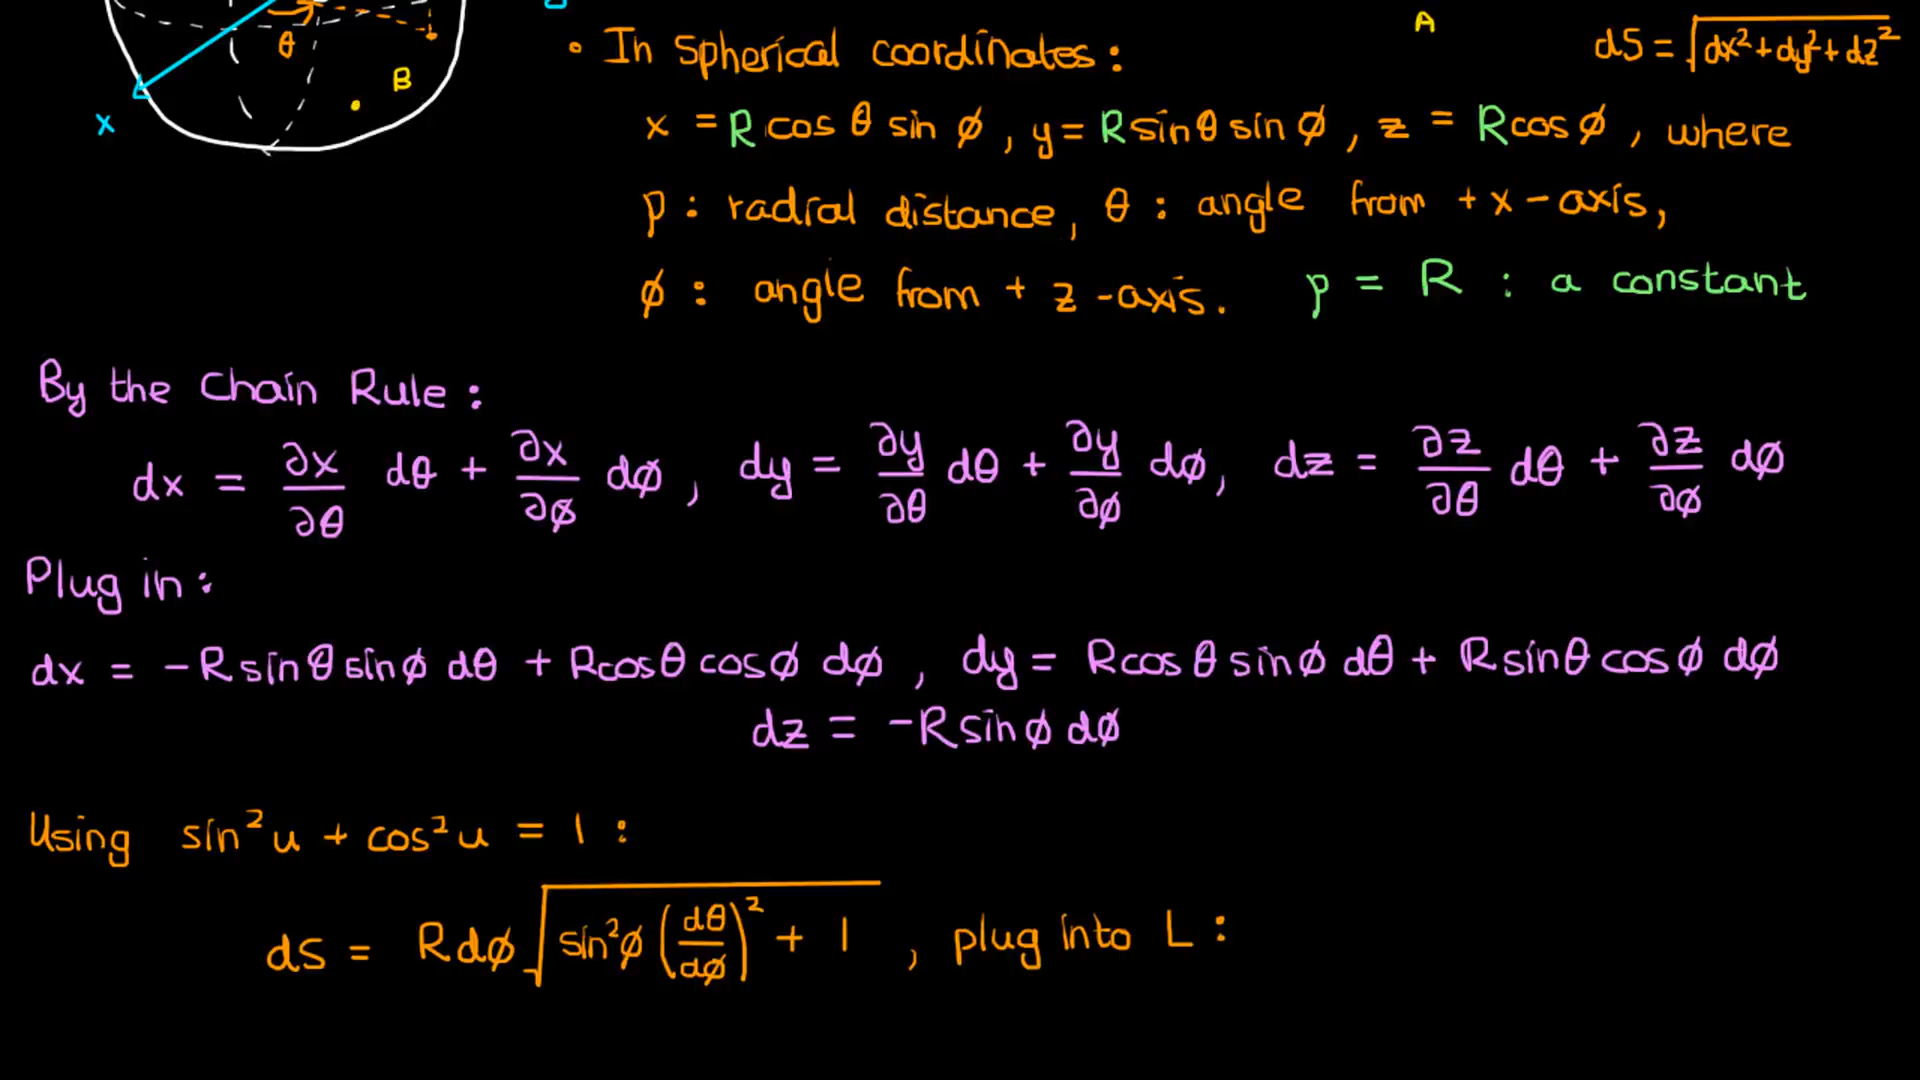 θ
B
x
A
dS = √(dx² + dy² + dz²)
• In spherical coordinates:
x = R cos θ sin φ, y = R sin θ sin φ, z = R cos φ, where
p : radial distance, θ : angle from + x - axis,
φ : angle from + z - axis. p = R : a constant
By the Chain Rule:
dx = ∂x/∂θ dθ + ∂x/∂φ dφ, dy = ∂y/∂θ dθ + ∂y/∂φ dφ, dz = ∂z/∂θ dθ + ∂z/∂φ dφ
Plug in:
dx = -R sin θ sin φ dθ + R cos θ cos φ dφ, dy = R cos θ sin φ dθ + R sin θ cos φ dφ
dz = -R sin φ dφ
Using sin² u + cos² u = 1 :
dS = R dφ √(sin² φ (dθ/dφ)² + 1), plug into L :